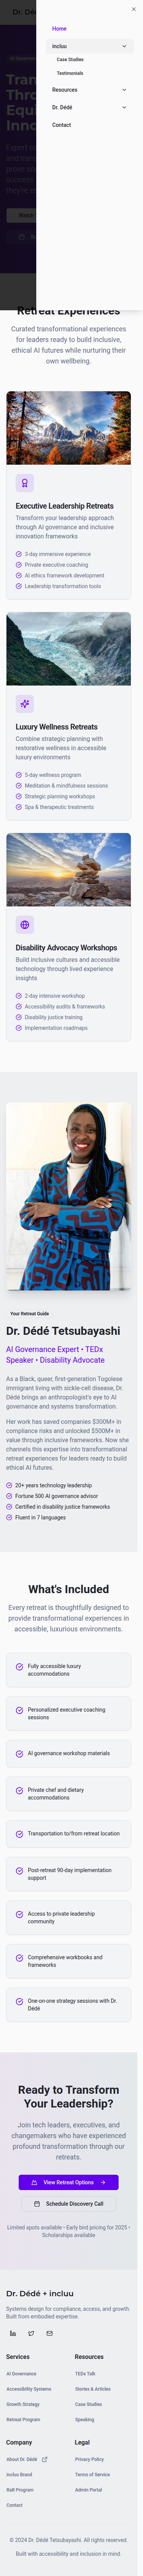 Home
incluu
Case Studies
Testimonials
Resources
Dr. Dédé
Contact
Retreat Experiences
Curated transformational experiences
for leaders ready to build inclusive,
ethical AI futures while nurturing their
own wellbeing.
Executive Leadership Retreats
Transform your leadership approach
through AI governance and inclusive
innovation frameworks
3-day immersive experience
Private executive coaching
AI ethics framework development
Leadership transformation tools
Luxury Wellness Retreats
Combine strategic planning with
restorative wellness in accessible
luxury environments
5-day wellness program
Meditation & mindfulness sessions
Strategic planning workshops
Spa & therapeutic treatments
Disability Advocacy Workshops
Build inclusive cultures and accessible
technology through lived experience
insights
2-day intensive workshop
Accessibility audits & frameworks
Disability justice training
Implementation roadmaps
Your Retreat Guide
Dr. Dédé Tetsubayashi
AI Governance Expert • TEDx
Speaker • Disability Advocate
As a Black, queer, first-generation Togolese
immigrant living with sickle-cell disease, Dr.
Dédé brings an anthropologist's eye to AI
governance and systems transformation.
Her work has saved companies $300M+ in
compliance risks and unlocked $500M+ in
value through inclusive frameworks. Now she
channels this expertise into transformational
retreat experiences for leaders ready to build
ethical AI futures.
20+ years technology leadership
Fortune 500 AI governance advisor
Certified in disability justice frameworks
Fluent in 7 languages
What's Included
Every retreat is thoughtfully designed to
provide transformational experiences in
accessible, luxurious environments.
Fully accessible luxury
accommodations
Personalized executive coaching
sessions
AI governance workshop materials
Private chef and dietary
accommodations
Transportation to/from retreat location
Post-retreat 90-day implementation
support
Access to private leadership
community
Comprehensive workbooks and
frameworks
One-on-one strategy sessions with Dr.
Dédé
Ready to Transform
Your Leadership?
Join tech leaders, executives, and
changemakers who have experienced
profound transformation through our
retreats.
View Retreat Options
Schedule Discovery Call
Limited spots available • Early bird pricing for 2025 •
Scholarships available
Dr. Dédé + incluu
Systems design for compliance, access, growth.
Built from embodied expertise.
Services
Resources
AI Governance
TEDx Talk
Accessibility Systems
Stories & Articles
Growth Strategy
Case Studies
Retreat Program
Speaking
Company
Legal
About Dr. Dédé
Privacy Policy
incluu Brand
Terms of Service
RaR Program
Admin Portal
Contact
© 2024 Dr. Dédé Tetsubayashi. All rights reserved.
Built with accessibility and inclusion in mind.